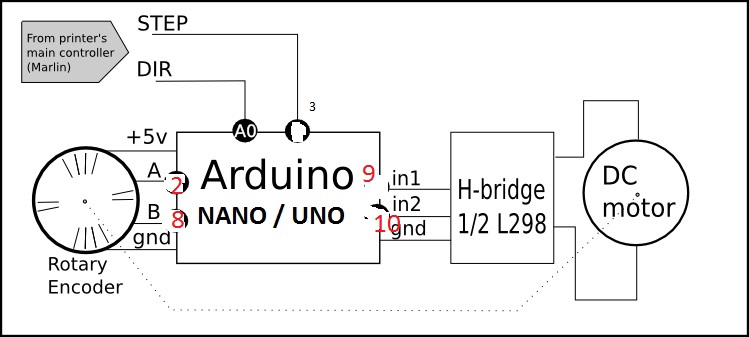 STEP
From printer's
main controller
(Marlin)
DIR
3
A0
+5v
A
2
Arduino
9
in1
B
8
NANO / UNO
in2
10
gnd
gnd
H-bridge
1/2 L298
DC
motor
Rotary
Encoder